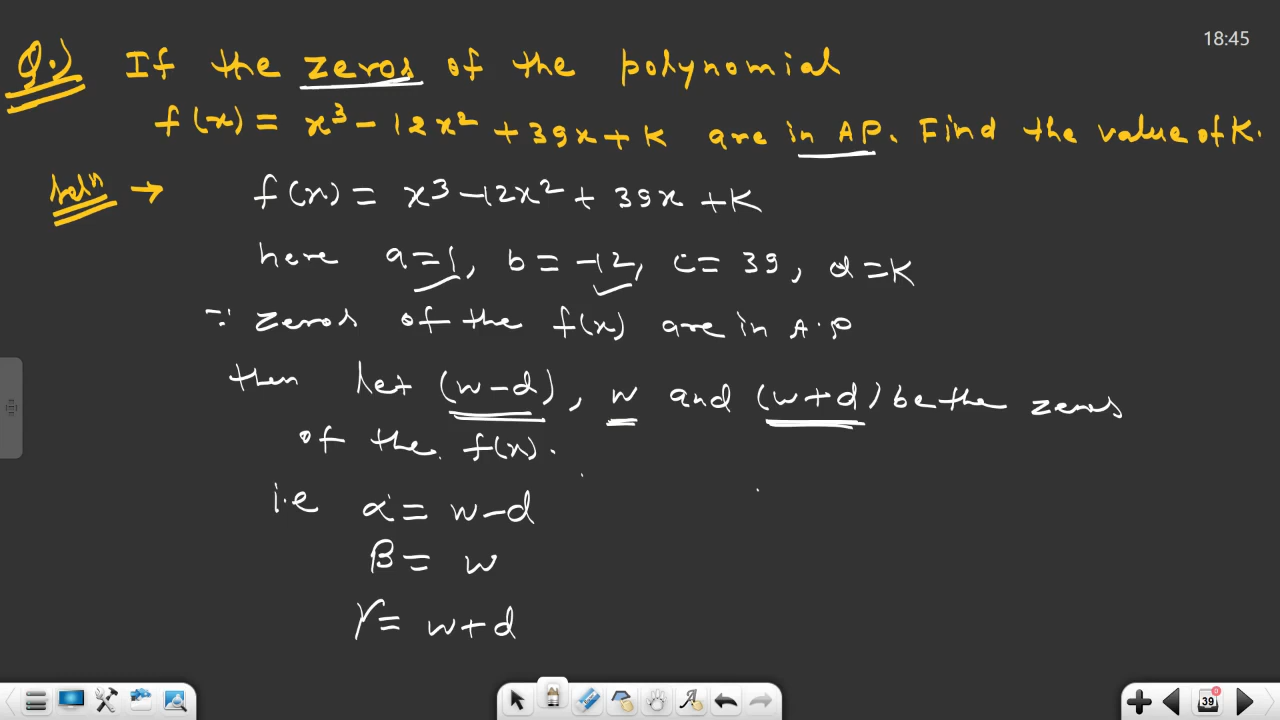 18:45
Q.) If the zeros of the polynomial
f(x) = x³ - 12x² + 39x + K are in AP. Find the value of K.
Solⁿ → f(x) = x³ - 12x² + 39x + K
here a = 1, b = -12, c = 39, d = K
∵ zeros of the f(x) are in A.P
then let (w-d), w and (w+d) be the zeros
of the f(x).
i.e α = w-d
β = w
γ = w+d
39